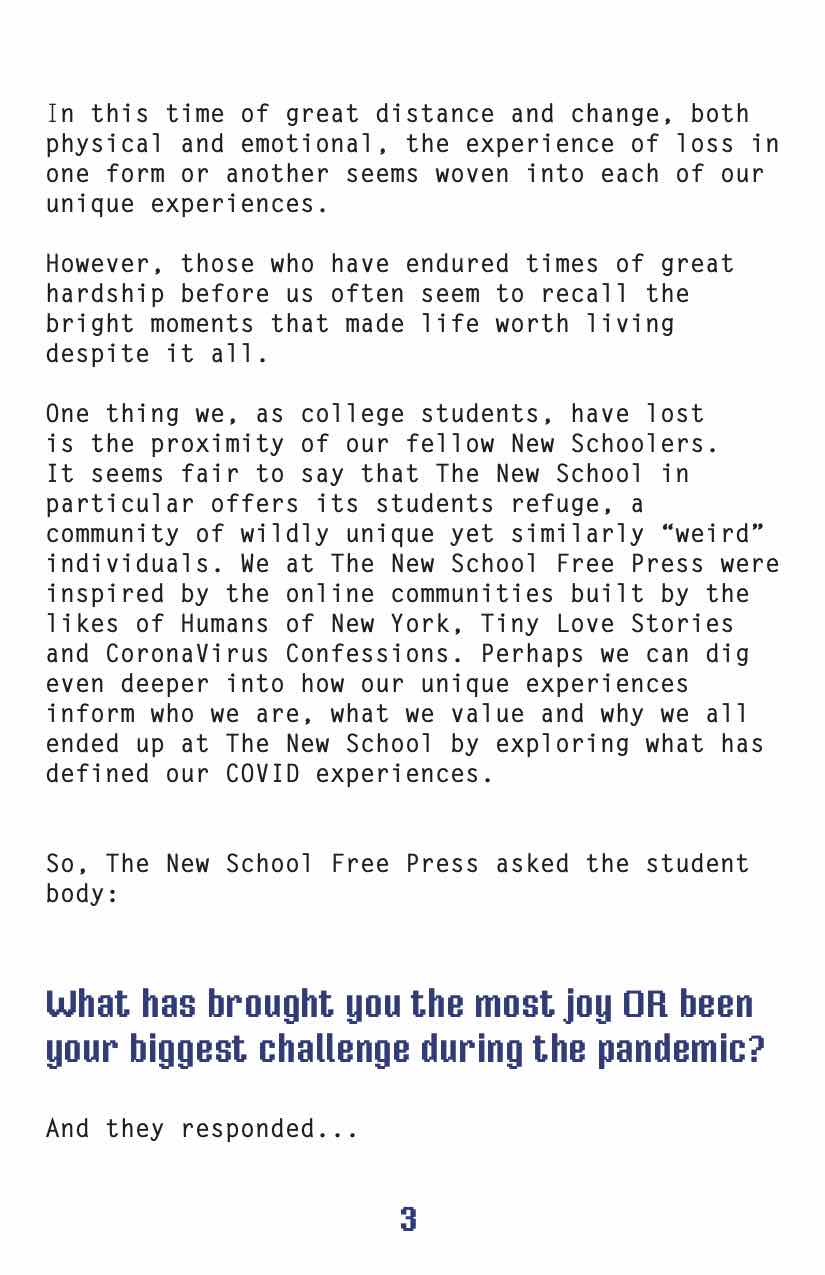 In this time of great distance and change, both
physical and emotional, the experience of loss in
one form or another seems woven into each of our
unique experiences.
However, those who have endured times of great
hardship before us often seem to recall the
bright moments that made life worth living
despite it all.
One thing we, as college students, have lost
is the proximity of our fellow New Schoolers.
It seems fair to say that The New School in
particular offers its students refuge, a
community of wildly unique yet similarly “weird”
individuals. We at The New School Free Press were
inspired by the online communities built by the
likes of Humans of New York, Tiny Love Stories
and CoronaVirus Confessions. Perhaps we can dig
even deeper into how our unique experiences
inform who we are, what we value and why we all
ended up at The New School by exploring what has
defined our COVID experiences.
So, The New School Free Press asked the student
body:
What has brought you the most joy OR been
your biggest challenge during the pandemic?
And they responded...
3